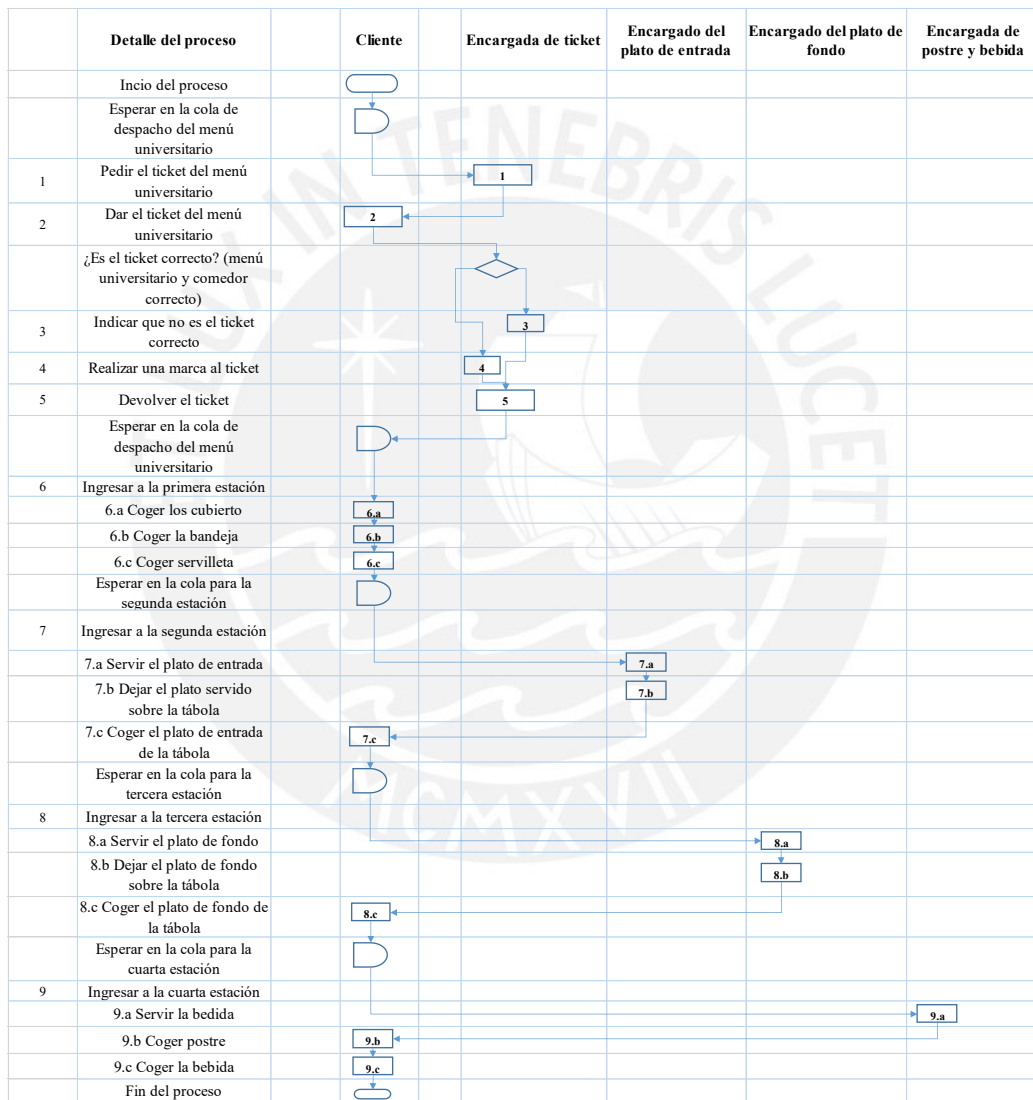 Detalle del proceso
Cliente
Encargada de ticket
Encargado del
plato de entrada
Encargado del plato de
fondo
Encargada de
postre y bebida
Incio del proceso
Esperar en la cola de
despacho del menú
universitario
1
Pedir el ticket del menú
universitario
1
2
Dar el ticket del menú
universitario
2
¿Es el ticket correcto? (menú
universitario y comedor
correcto)
3
Indicar que no es el ticket
correcto
3
4
Realizar una marca al ticket
4
5
Devolver el ticket
5
Esperar en la cola de
despacho del menú
universitario
6
Ingresar a la primera estación
6.a Coger los cubierto
6.a
6.b Coger la bandeja
6.b
6.c Coger servilleta
6.c
Esperar en la cola para la
segunda estación
7
Ingresar a la segunda estación
7.a Servir el plato de entrada
7.a
7.b Dejar el plato servido
sobre la tábola
7.b
7.c Coger el plato de entrada
de la tábola
7.c
Esperar en la cola para la
tercera estación
8
Ingresar a la tercera estación
8.a Servir el plato de fondo
8.a
8.b Dejar el plato de fondo
sobre la tábola
8.b
8.c Coger el plato de fondo de
la tábola
8.c
Esperar en la cola para la
cuarta estación
9
Ingresar a la cuarta estación
9.a Servir la bedida
9.a
9.b Coger postre
9.b
9.c Coger la bebida
9.c
Fin del proceso
ET LUX IN TENEBRIS LUCET
MCMXVII